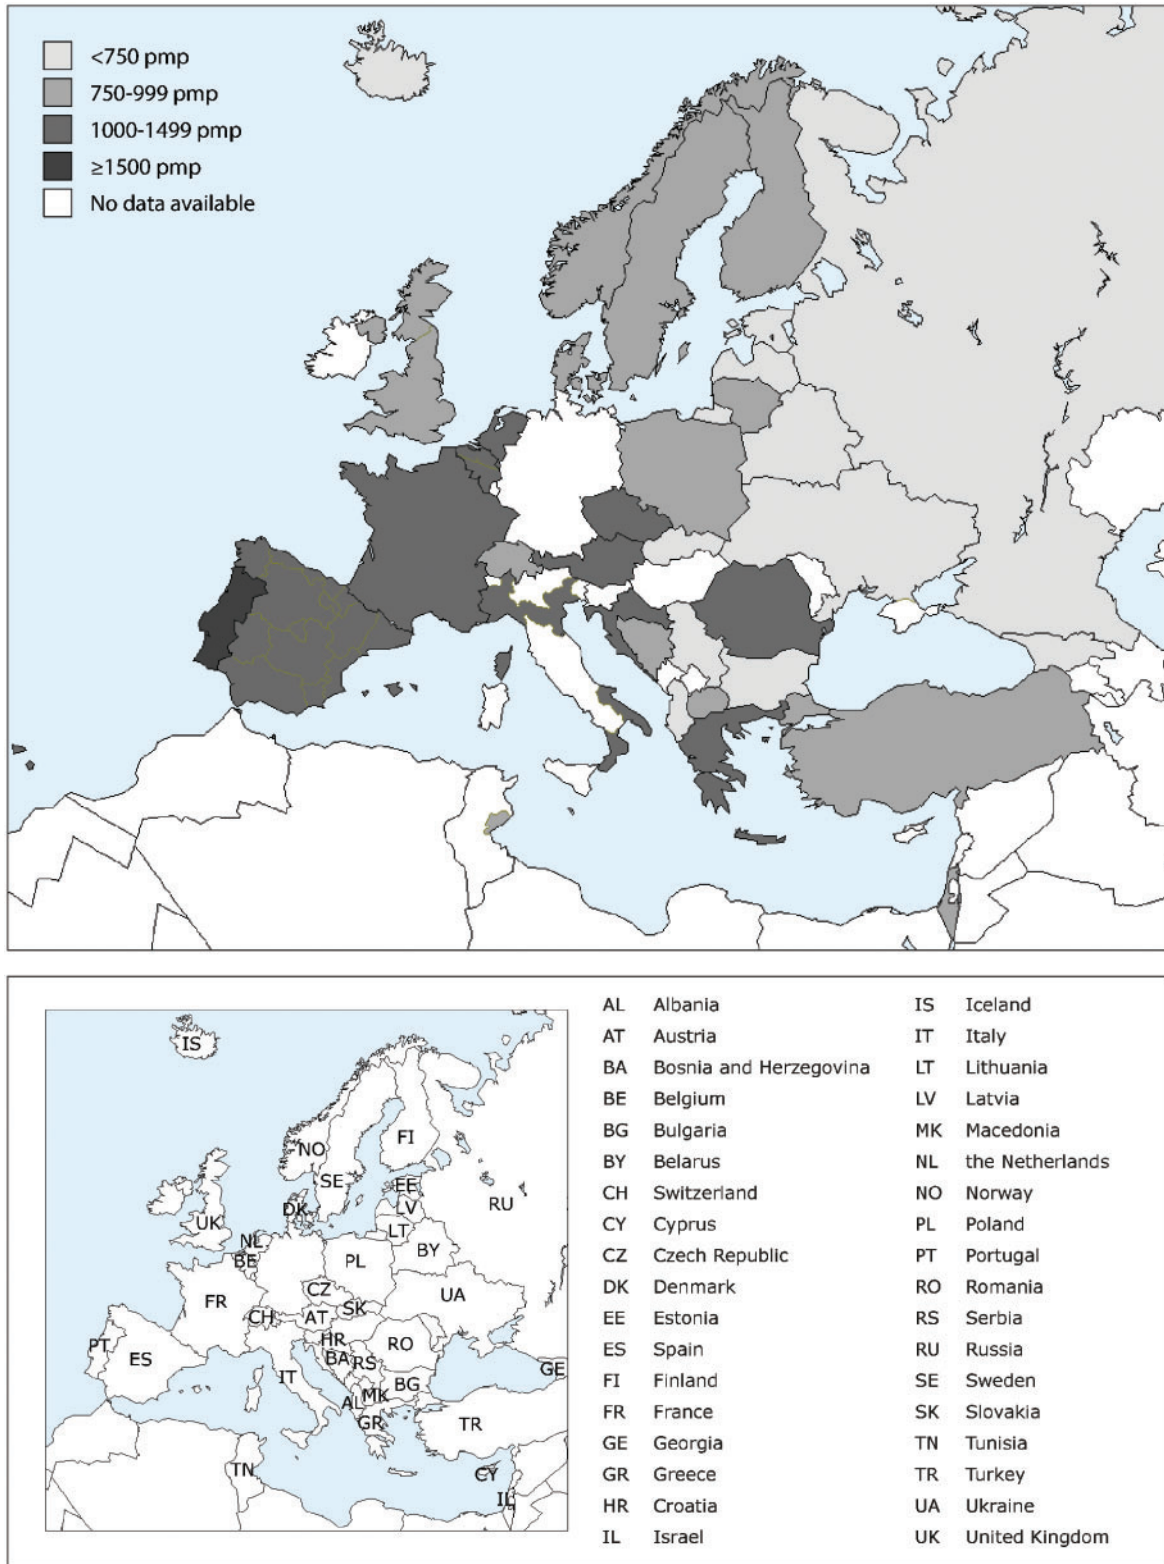 <750 pmp
750-999 pmp
1000-1499 pmp
≥1500 pmp
No data available
IS
NO
FI
SE
EE
RU
LV
DK
LT
UK
BY
NL
BE
PL
CZ
UA
FR
SK
CH
AT
HR
RO
PT
ES
BA
RS
GE
IT
BG
MK
AL
GR
TR
TN
CY
IL
AL Albania
AT Austria
BA Bosnia and Herzegovina
BE Belgium
BG Bulgaria
BY Belarus
CH Switzerland
CY Cyprus
CZ Czech Republic
DK Denmark
EE Estonia
ES Spain
FI Finland
FR France
GE Georgia
GR Greece
HR Croatia
IL Israel
IS Iceland
IT Italy
LT Lithuania
LV Latvia
MK Macedonia
NL the Netherlands
NO Norway
PL Poland
PT Portugal
RO Romania
RS Serbia
RU Russia
SE Sweden
SK Slovakia
TN Tunisia
TR Turkey
UA Ukraine
UK United Kingdom